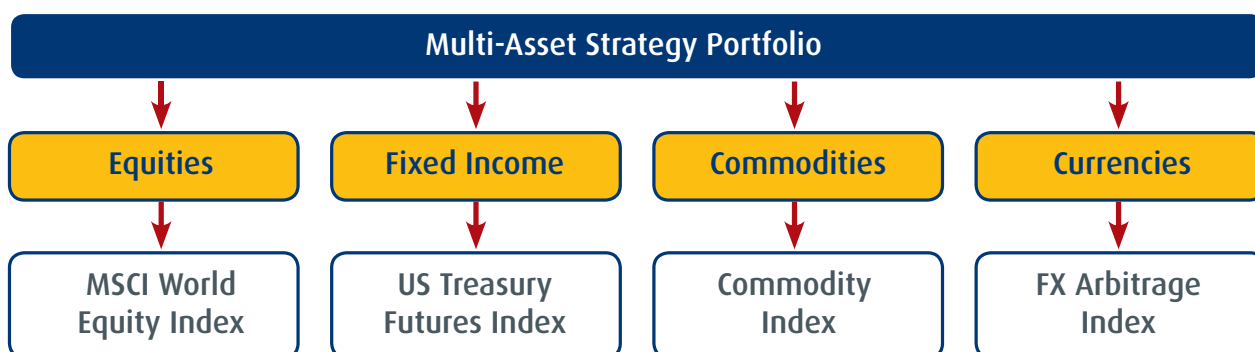 Multi-Asset Strategy Portfolio
Equities
Fixed Income
Commodities
Currencies
MSCI World
Equity Index
US Treasury
Futures Index
Commodity
Index
FX Arbitrage
Index